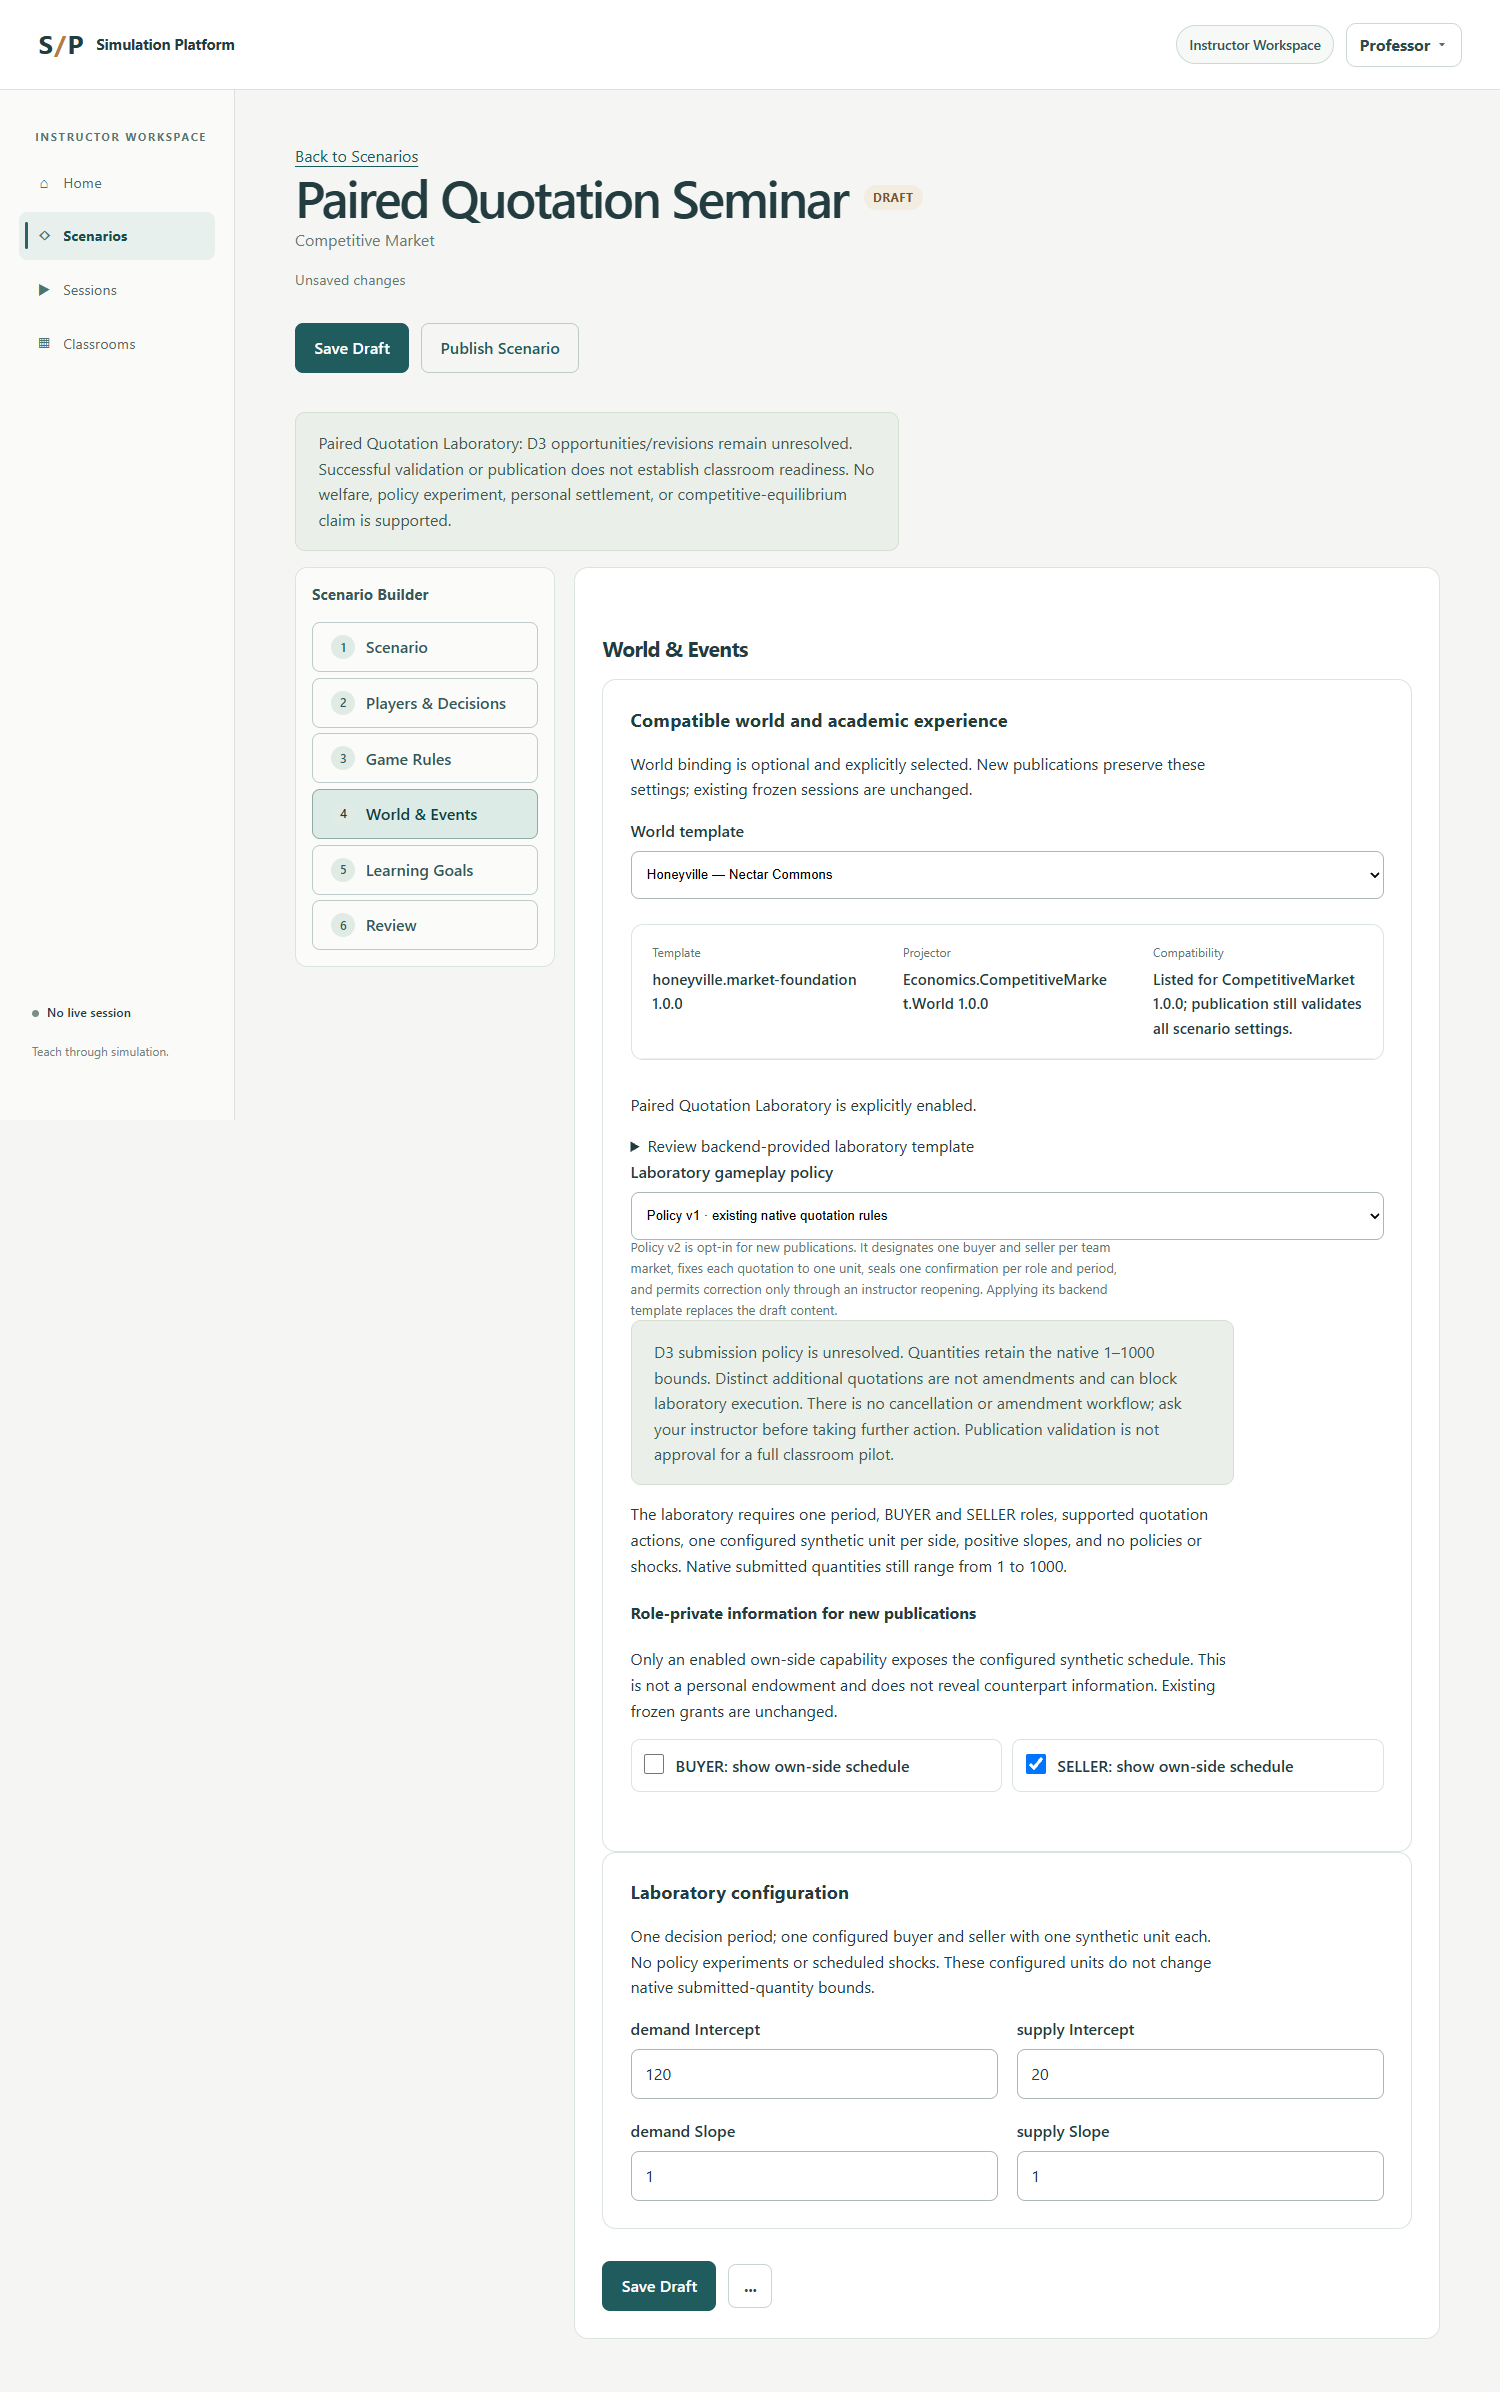 S/P Simulation Platform
Instructor Workspace
Professor
INSTRUCTOR WORKSPACE
Home
Scenarios
Sessions
Classrooms
No live session
Teach through simulation.
Back to Scenarios
Paired Quotation Seminar DRAFT
Competitive Market
Unsaved changes
Save Draft
Publish Scenario
Paired Quotation Laboratory: D3 opportunities/revisions remain unresolved.
Successful validation or publication does not establish classroom readiness. No
welfare, policy experiment, personal settlement, or competitive-equilibrium
claim is supported.
Scenario Builder
1 Scenario
2 Players & Decisions
3 Game Rules
4 World & Events
5 Learning Goals
6 Review
World & Events
Compatible world and academic experience
World binding is optional and explicitly selected. New publications preserve these
settings; existing frozen sessions are unchanged.
World template
Honeyville — Nectar Commons
Template
honeyville.market-foundation
1.0.0
Projector
Economics.CompetitiveMarke
t.World 1.0.0
Compatibility
Listed for CompetitiveMarket
1.0.0; publication still validates
all scenario settings.
Paired Quotation Laboratory is explicitly enabled.
Review backend-provided laboratory template
Laboratory gameplay policy
Policy v1 · existing native quotation rules
Policy v2 is opt-in for new publications. It designates one buyer and seller per team
market, fixes each quotation to one unit, seals one confirmation per role and period,
and permits correction only through an instructor reopening. Applying its backend
template replaces the draft content.
D3 submission policy is unresolved. Quantities retain the native 1–1000
bounds. Distinct additional quotations are not amendments and can block
laboratory execution. There is no cancellation or amendment workflow; ask
your instructor before taking further action. Publication validation is not
approval for a full classroom pilot.
The laboratory requires one period, BUYER and SELLER roles, supported quotation
actions, one configured synthetic unit per side, positive slopes, and no policies or
shocks. Native submitted quantities still range from 1 to 1000.
Role-private information for new publications
Only an enabled own-side capability exposes the configured synthetic schedule. This
is not a personal endowment and does not reveal counterpart information. Existing
frozen grants are unchanged.
BUYER: show own-side schedule
SELLER: show own-side schedule
Laboratory configuration
One decision period; one configured buyer and seller with one synthetic unit each.
No policy experiments or scheduled shocks. These configured units do not change
native submitted-quantity bounds.
demand Intercept
120
supply Intercept
20
demand Slope
1
supply Slope
1
Save Draft
...